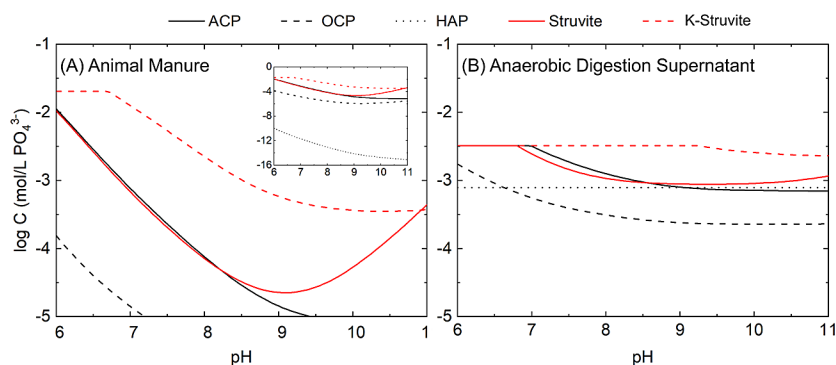 ACP OCP HAP Struvite K-Struvite
(A) Animal Manure
(B) Anaerobic Digestion Supernatant
log C (mol/L PO₄³⁻)
-1
-2
-3
-4
-5
6 7 8 9 10 1
pH
0
-4
-8
-12
-16
6 7 8 9 10 11
-1
-2
-3
-4
-5
6 7 8 9 10 11
pH